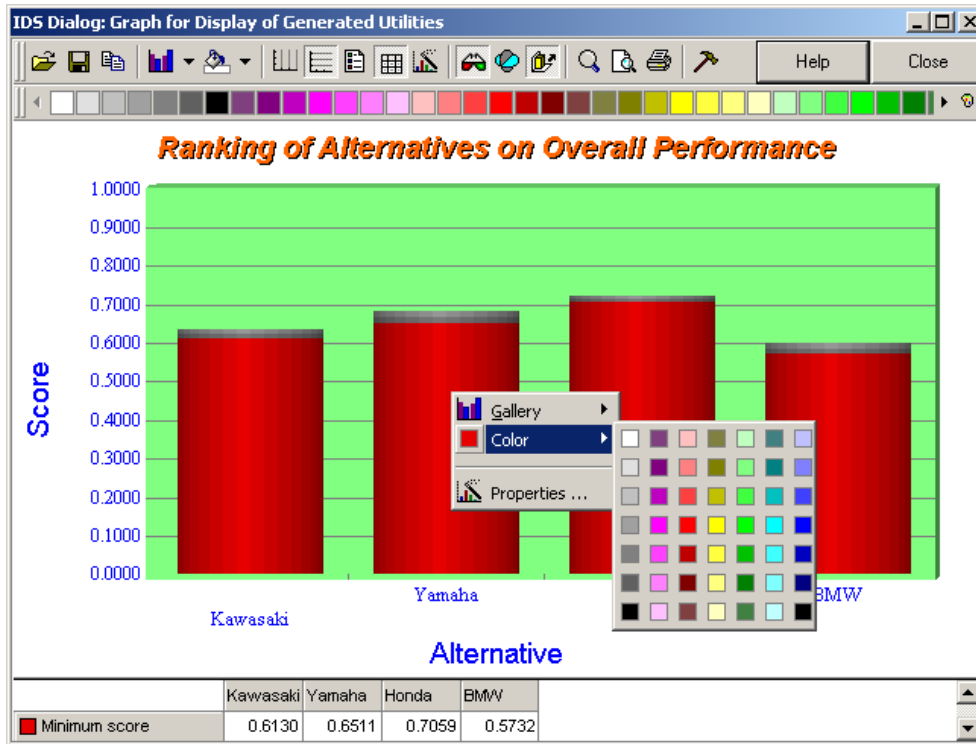 IDS Dialog: Graph for Display of Generated Utilities
Help Close
Ranking of Alternatives on Overall Performance
1.0000
0.9000
0.8000
0.7000
0.6000
0.5000
0.4000
0.3000
0.2000
0.1000
0.0000
Score
Gallery
Color
Properties ...
Yamaha BMW
Kawasaki
Alternative
Kawasaki Yamaha Honda BMW
Minimum score 0.6130 0.6511 0.7059 0.5732